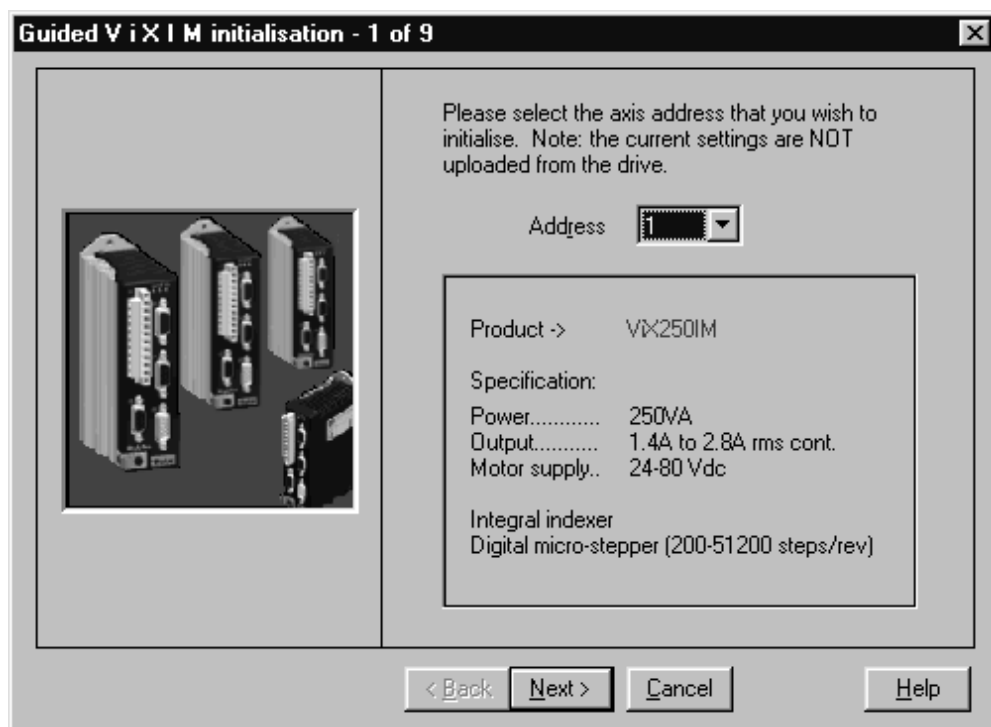 Guided V i X I M initialisation - 1 of 9
Please select the axis address that you wish to
initialise. Note: the current settings are NOT
uploaded from the drive.
Address 1
Product -> ViX250IM
Specification:
Power............ 250VA
Output........... 1.4A to 2.8A rms cont.
Motor supply.. 24-80 Vdc
Integral indexer
Digital micro-stepper (200-51200 steps/rev)
< Back Next > Cancel Help